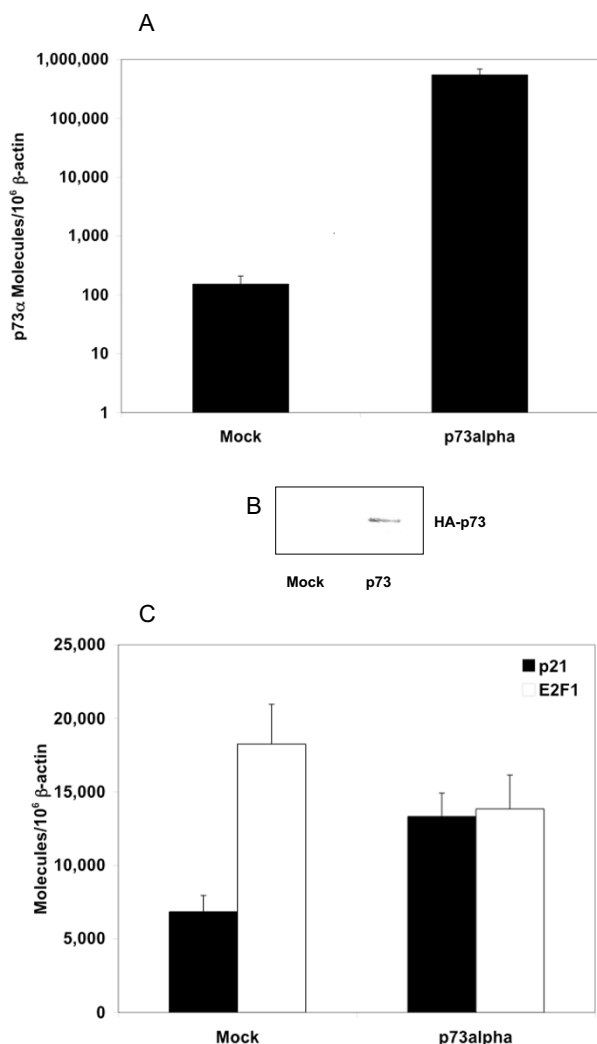 A
p73α Molecules/10⁶ β-actin
1,000,000
100,000
10,000
1,000
100
10
1
Mock p73alpha
B
HA-p73
Mock p73
C
Molecules/10⁶ β-actin
25,000
20,000
15,000
10,000
5,000
0
p21
E2F1
Mock p73alpha